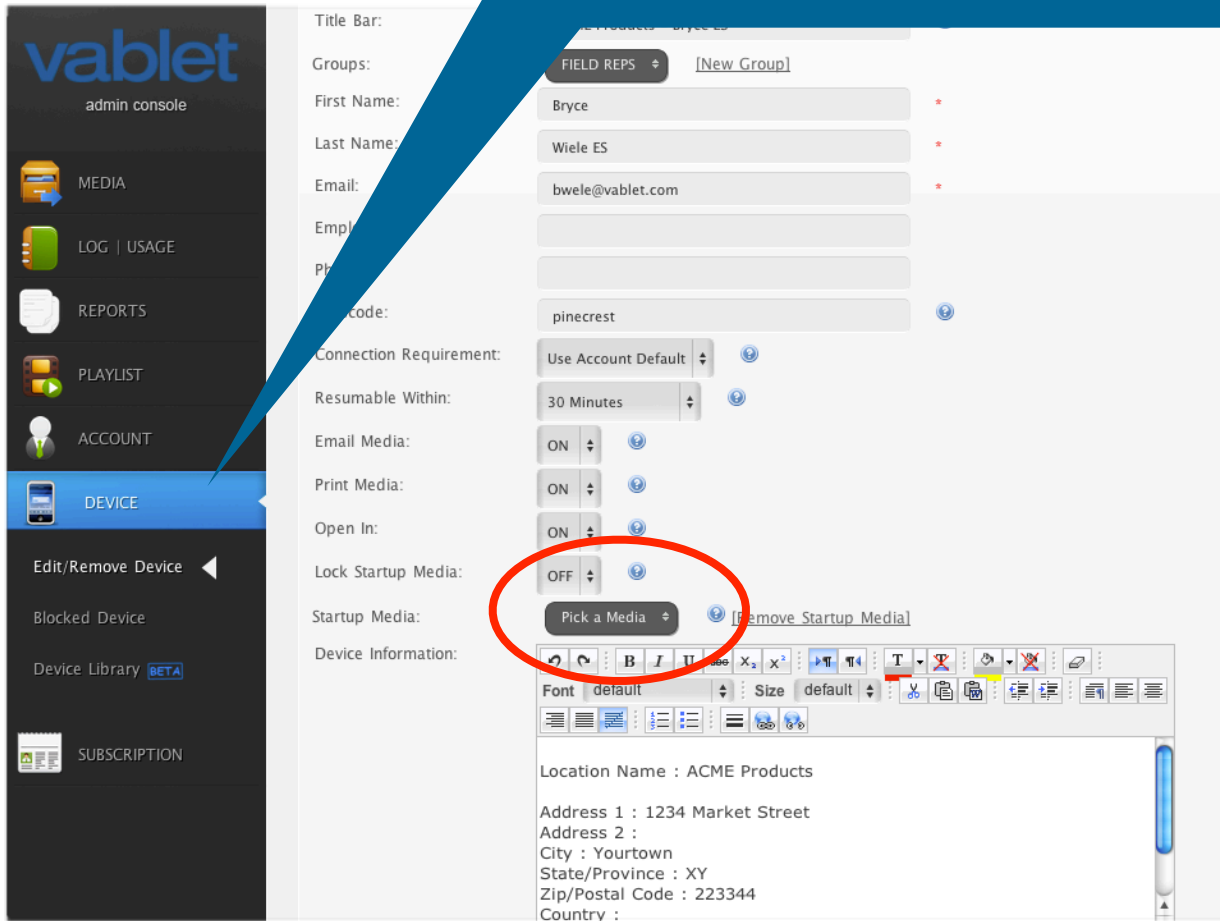 vablet
admin console
MEDIA
LOG | USAGE
REPORTS
PLAYLIST
ACCOUNT
DEVICE
Edit/Remove Device
Blocked Device
Device Library BETA
SUBSCRIPTION
Title Bar:
Groups: FIELD REPS [New Group]
First Name: Bryce *
Last Name: Wiele ES *
Email: bwele@vablet.com *
code: pinecrest
Connection Requirement: Use Account Default
Resumable Within: 30 Minutes
Email Media: ON
Print Media: ON
Open In: ON
Lock Startup Media: OFF
Startup Media: Pick a Media [Remove Startup Media]
Device Information:
B I U abc X₂ x² T T
Font default Size default
Location Name : ACME Products
Address 1 : 1234 Market Street
Address 2 :
City : Yourtown
State/Province : XY
Zip/Postal Code : 223344
Country :